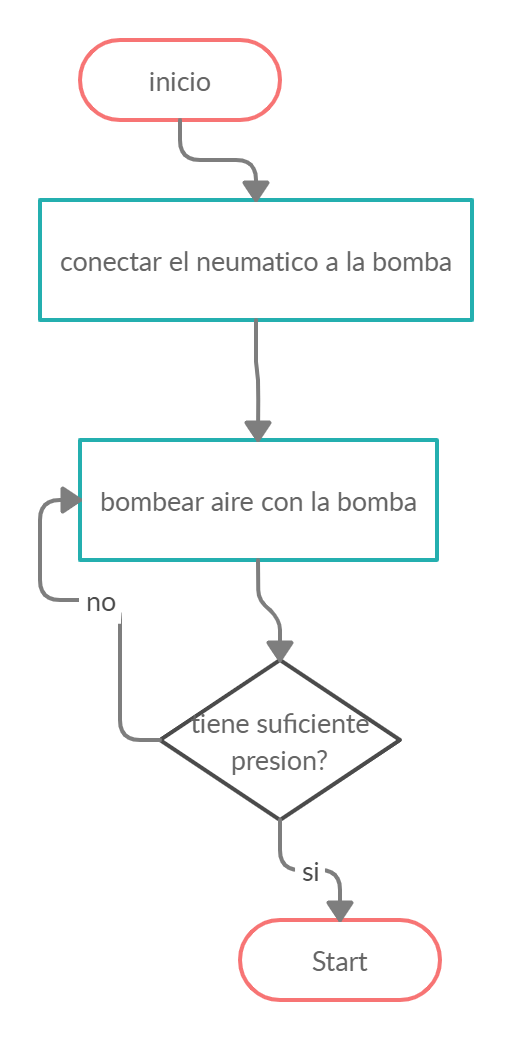 inicio
conectar el neumatico a la bomba
bombear aire con la bomba
no
tiene suficiente
presion?
si
Start